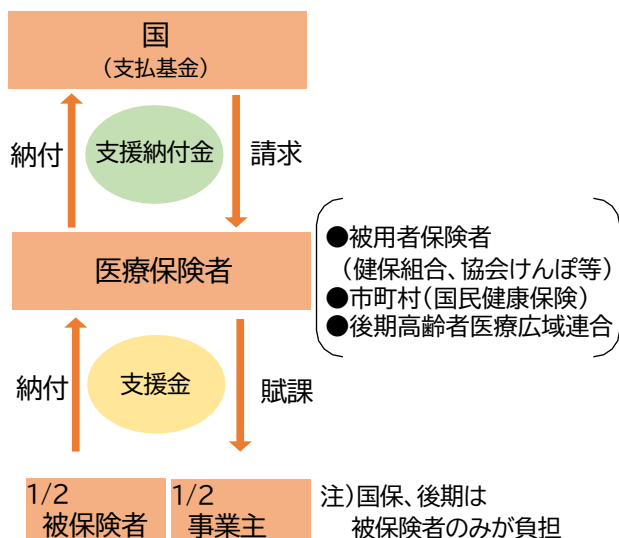 国
(支払基金)
納付
支援納付金
請求
医療保険者
●被用者保険者
(健保組合、協会けんぽ等)
●市町村(国民健康保険)
●後期高齢者医療広域連合
納付
支援金
賦課
1/2
被保険者
1/2
事業主
注)国保、後期は
被保険者のみが負担